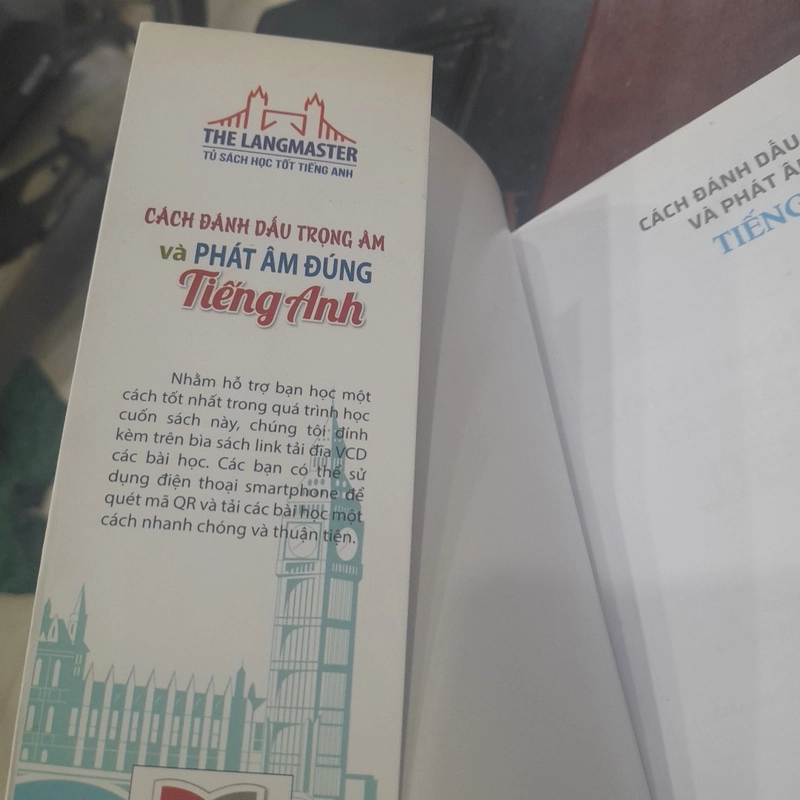 THE LANGMASTER
TỦ SÁCH HỌC TỐT TIẾNG ANH
CÁCH ĐÁNH DẤU TRỌNG ÂM
và PHÁT ÂM ĐÚNG
Tiếng Anh
Nhằm hỗ trợ bạn học một
cách tốt nhất trong quá trình học
cuốn sách này, chúng tôi đính
kèm trên bìa sách link tải đĩa VCD
các bài học. Các bạn có thể sử
dụng điện thoại smartphone để
quét mã QR và tải các bài học một
cách nhanh chóng và thuận tiện.
CÁCH ĐÁNH DẤU
VÀ PHÁT ÂM
TIẾNG